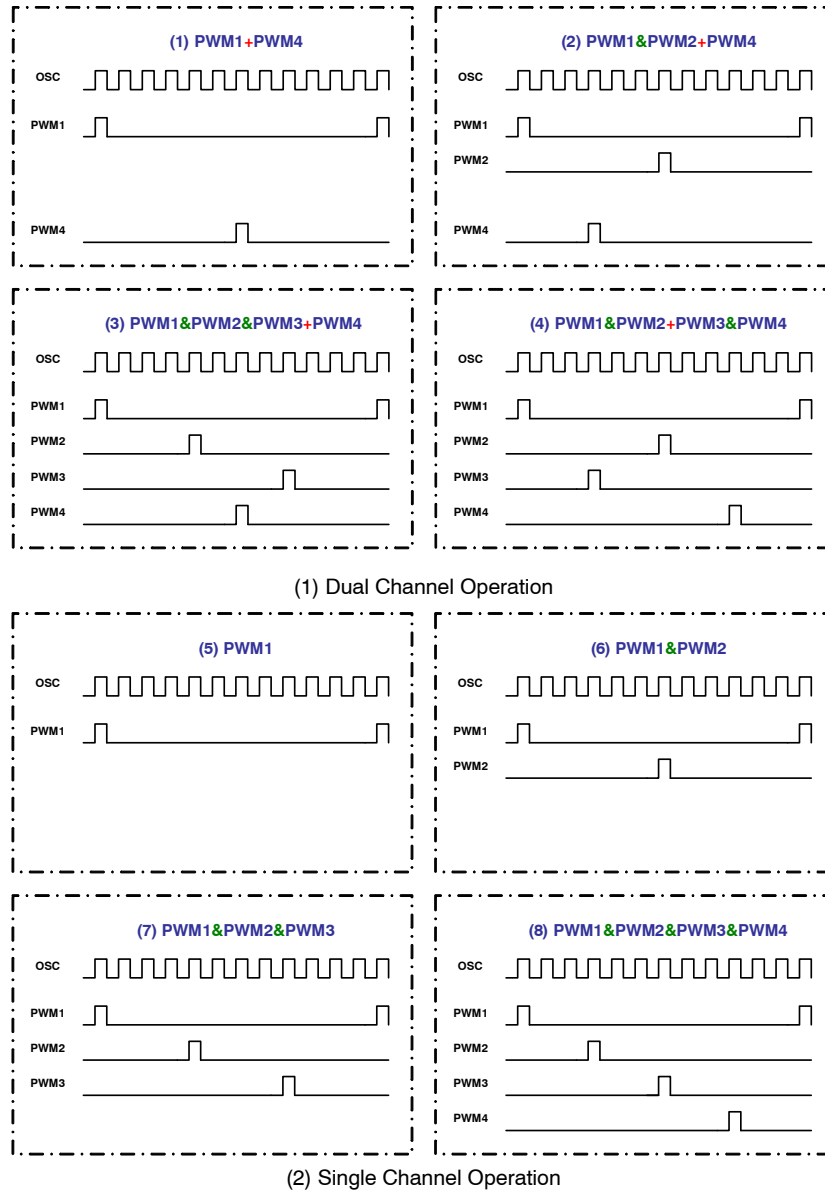 (1) PWM1+PWM4
OSC
PWM1
PWM4
(2) PWM1&PWM2+PWM4
OSC
PWM1
PWM2
PWM4
(3) PWM1&PWM2&PWM3+PWM4
OSC
PWM1
PWM2
PWM3
PWM4
(4) PWM1&PWM2+PWM3&PWM4
OSC
PWM1
PWM2
PWM3
PWM4
(1) Dual Channel Operation
(5) PWM1
OSC
PWM1
(6) PWM1&PWM2
OSC
PWM1
PWM2
(7) PWM1&PWM2&PWM3
OSC
PWM1
PWM2
PWM3
(8) PWM1&PWM2&PWM3&PWM4
OSC
PWM1
PWM2
PWM3
PWM4
(2) Single Channel Operation